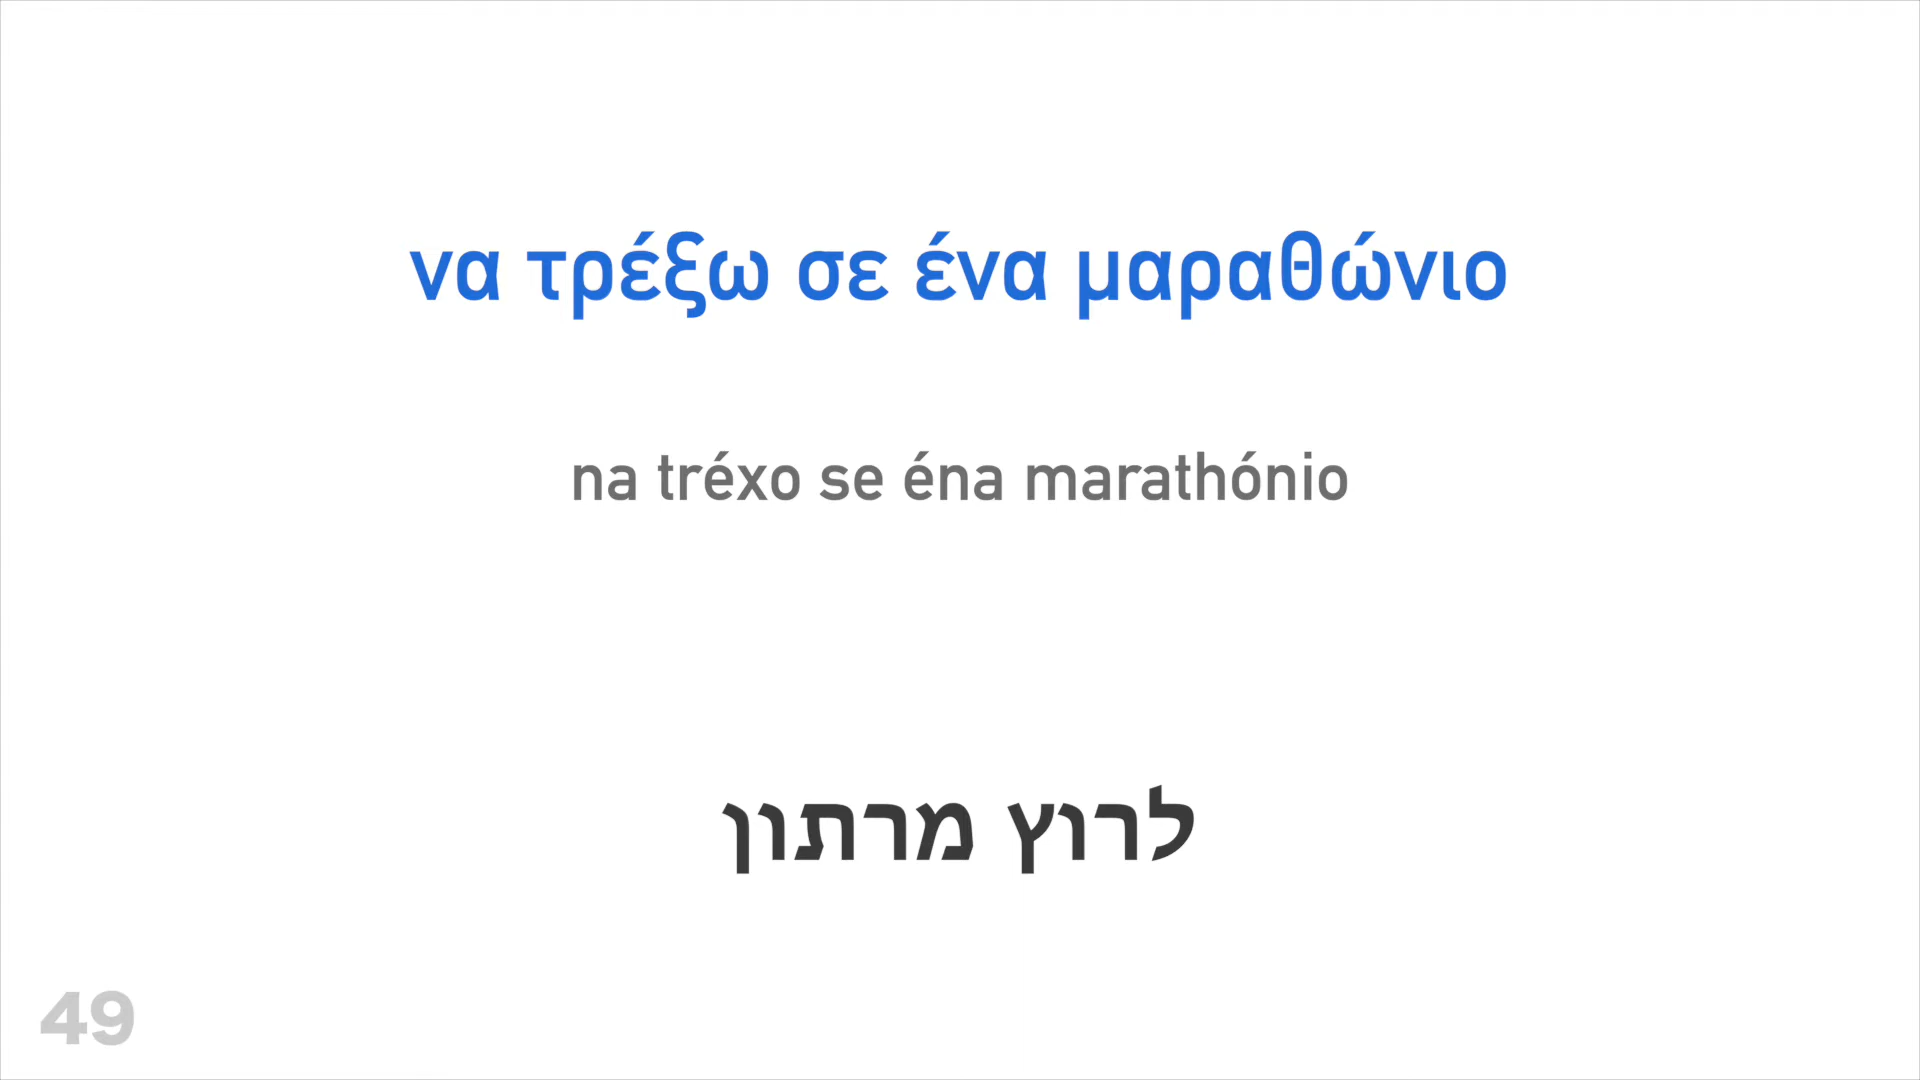 να τρέξω σε ένα μαραθώνιο
na tréxo se éna marathónio
לרוץ מרתון
49